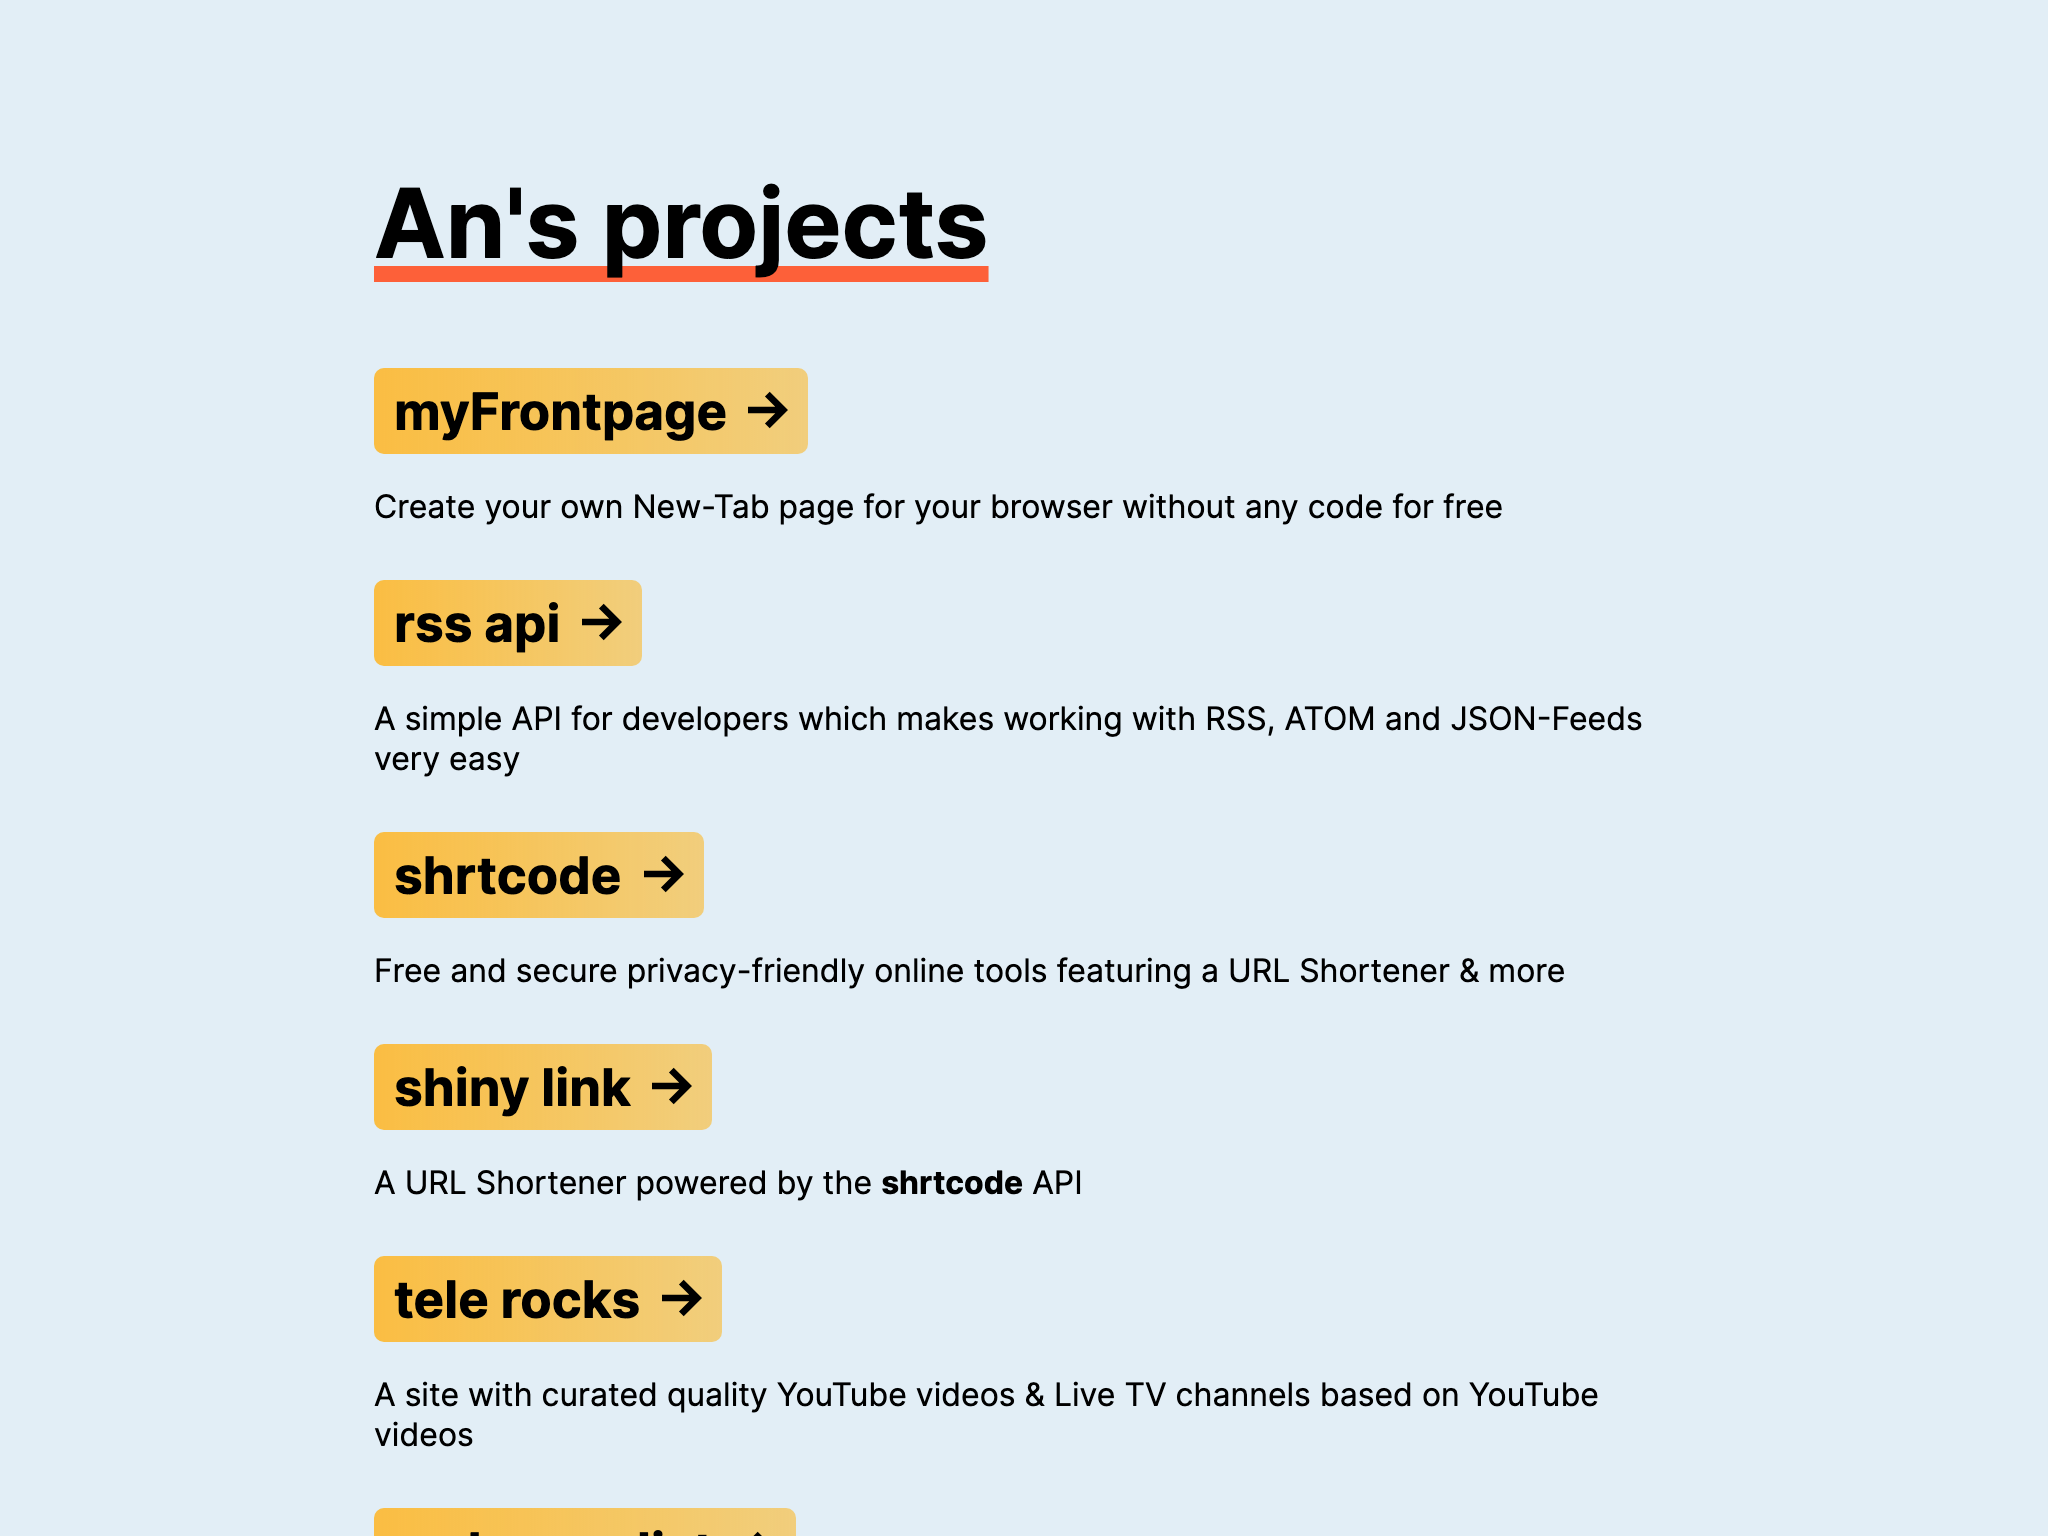 An's projects
myFrontpage →
Create your own New-Tab page for your browser without any code for free
rss api →
A simple API for developers which makes working with RSS, ATOM and JSON-Feeds
very easy
shrtcode →
Free and secure privacy-friendly online tools featuring a URL Shortener & more
shiny link →
A URL Shortener powered by the shrtcode API
tele rocks →
A site with curated quality YouTube videos & Live TV channels based on YouTube
videos